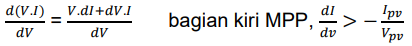 d(V.I)/dV = V.dI+dV.I/dV bagian kiri MPP, dI/dv > − Ipv/Vpv